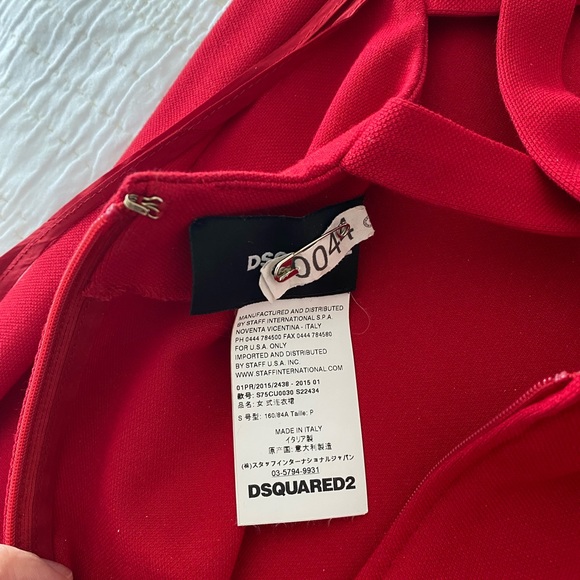 DSQ
0044
MANUFACTURED AND DISTRIBUTED
BY STAFF INTERNATIONAL S.P.A.
NOVENTA VICENTINA - ITALY
PH 0444 784500 FAX 0444 784580
FOR U.S.A. ONLY
IMPORTED AND DISTRIBUTED
BY STAFF U.S.A. INC.
WWW.STAFFINTERNATIONAL.COM
01PR/2015/2438 - 2015 01
款号: S75CU0030 S22434
品名: 女式连衣裙
S 号型: 160/84A Taille: P
MADE IN ITALY
イタリア製
原产国: 意大利制造
(株)スタッフインターナショナルジャパン
03-5794-9931
DSQUARED2